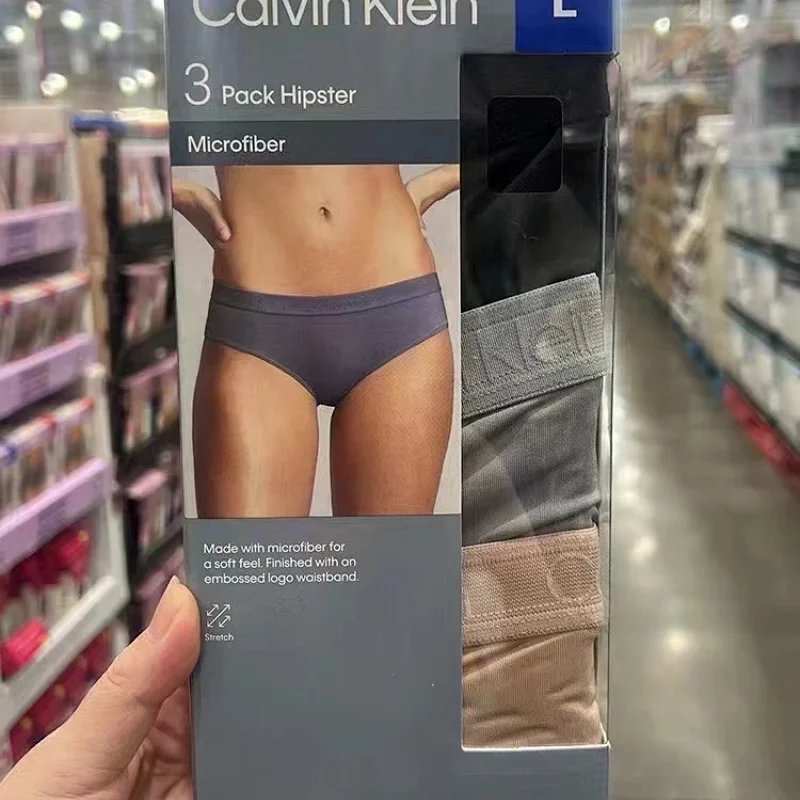 Calvin Klein
L
3 Pack Hipster
Microfiber
Made with microfiber for
a soft feel. Finished with an
embossed logo waistband.
Stretch